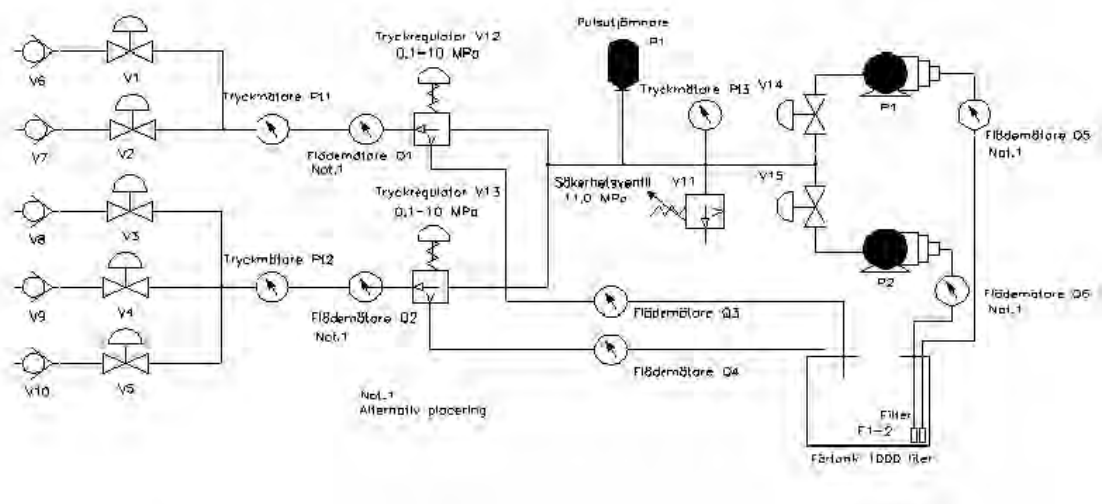 Pulsutjämnare
P1
Tryckregulator V12
0,1-10 MPa
V6
V1
Tryckmätare PI1
Tryckmätare PI3
V14
P1
V7
V2
Flödemätare Q1
Not.1
Flödemätare Q5
Not.1
Tryckregulator V13
0,1-10 MPa
Säkerhetsventil
11,0 MPa
V11
V15
V8
V3
Tryckmätare PI2
P2
V9
V4
Flödemätare Q2
Not.1
Flödemätare Q3
Flödemätare Q6
Not.1
V10
V5
Flödemätare Q4
Not.1
Alternativ placering
Filter
F1-2
Förtank 1000 liter